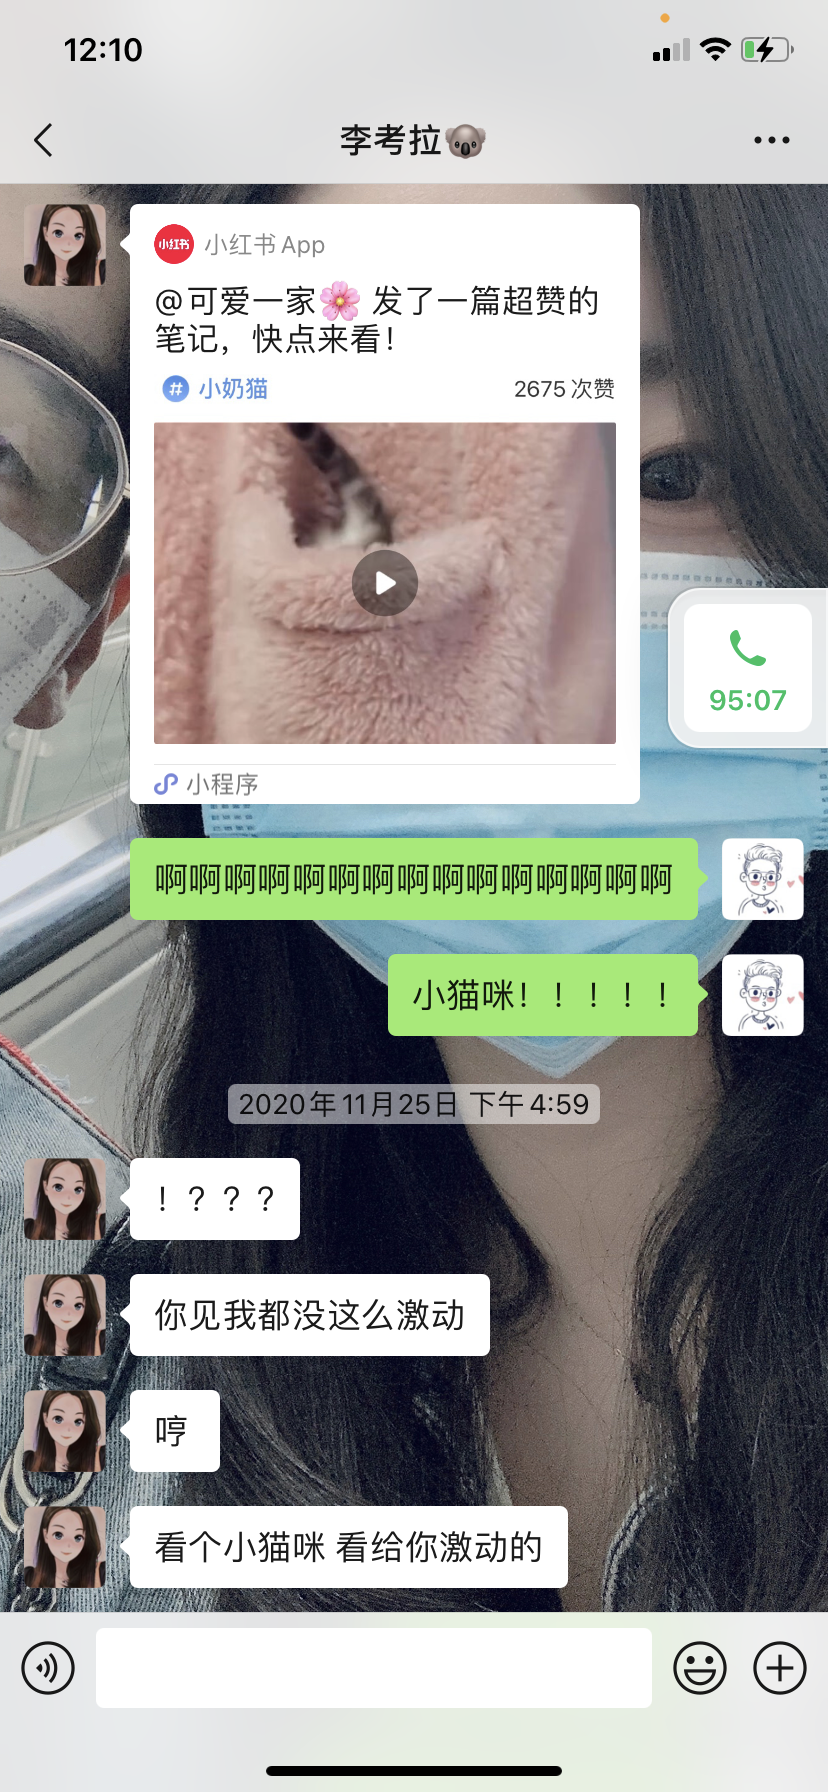 12:10
李考拉🐨
小红书
小红书 App
@可爱一家🌸 发了一篇超赞的
笔记，快点来看！
# 小奶猫
2675 次赞
95:07
小程序
啊啊啊啊啊啊啊啊啊啊啊啊啊啊啊
小猫咪！！！！！
2020年11月25日 下午4:59
！？？？
你见我都没这么激动
哼
看个小猫咪 看给你激动的